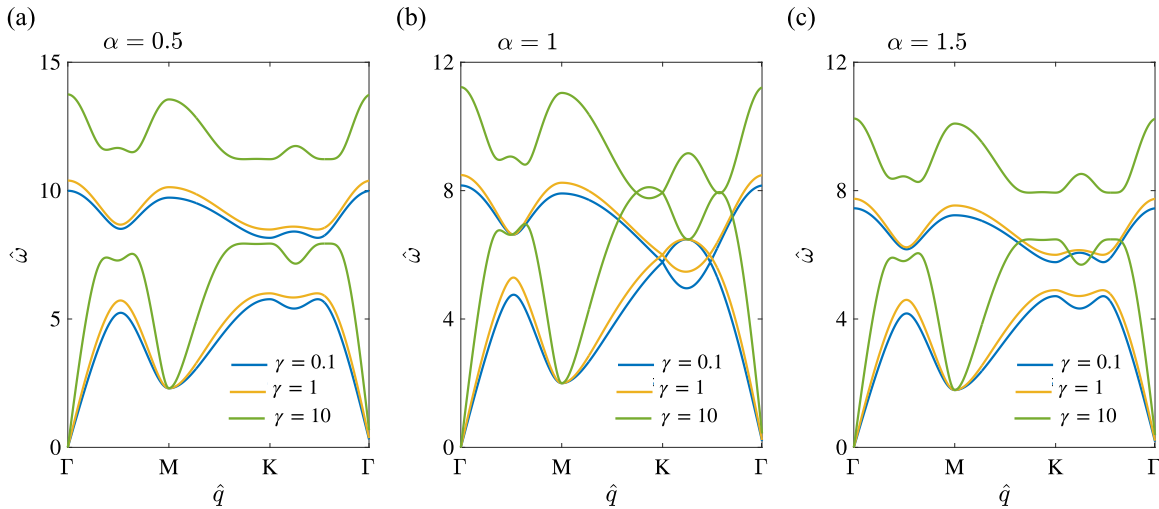 (a)
α = 0.5
15
10
5
0
ω̂
Γ
M
K
Γ
q̂
γ = 0.1
γ = 1
γ = 10
(b)
α = 1
12
8
4
0
ω̂
Γ
M
K
Γ
q̂
γ = 0.1
γ = 1
γ = 10
(c)
α = 1.5
12
8
4
0
ω̂
Γ
M
K
Γ
q̂
γ = 0.1
γ = 1
γ = 10